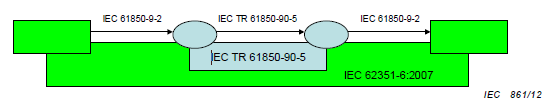 IEC 61850-9-2
IEC TR 61850-90-5
IEC 61850-9-2
IEC TR 61850-90-5
IEC 62351-6:2007
IEC 861/12